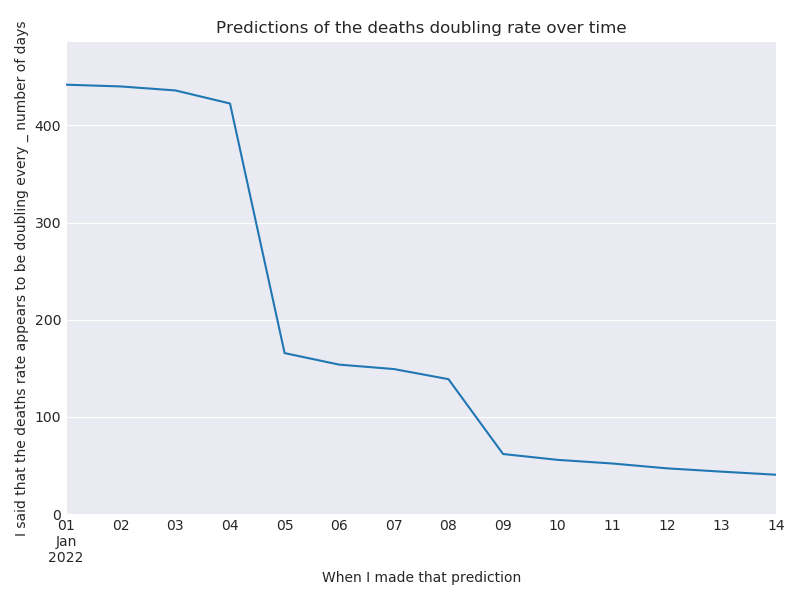 Predictions of the deaths doubling rate over time
I said that the deaths rate appears to be doubling every _ number of days
400
300
200
100
0
01 02 03 04 05 06 07 08 09 10 11 12 13 14
Jan
2022
When I made that prediction